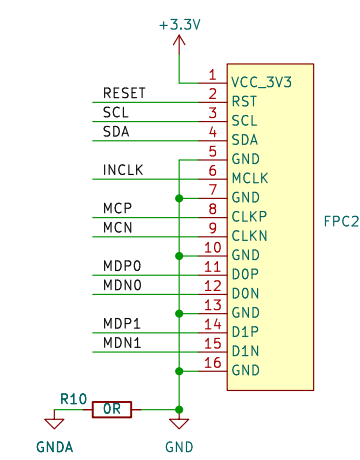 +3.3V
1 VCC_3V3
RESET 2 RST
SCL 3 SCL
SDA 4 SDA
5 GND
INCLK 6 MCLK
7 GND
MCP 8 CLKP
MCN 9 CLKN
10 GND
MDP0 11 D0P
MDN0 12 D0N
13 GND
MDP1 14 D1P
MDN1 15 D1N
16 GND
FPC2
R10
0R
GNDA
GND